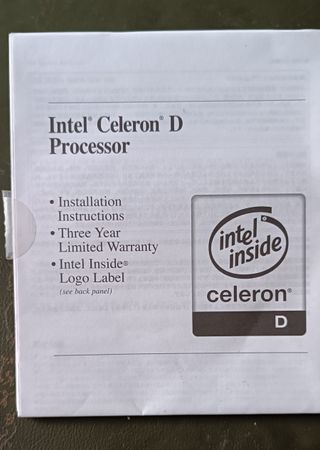 Intel® Celeron® D
Processor
• Installation
Instructions
• Three Year
Limited Warranty
• Intel Inside®
Logo Label
(see back panel)
intel®
inside
celeron®
D